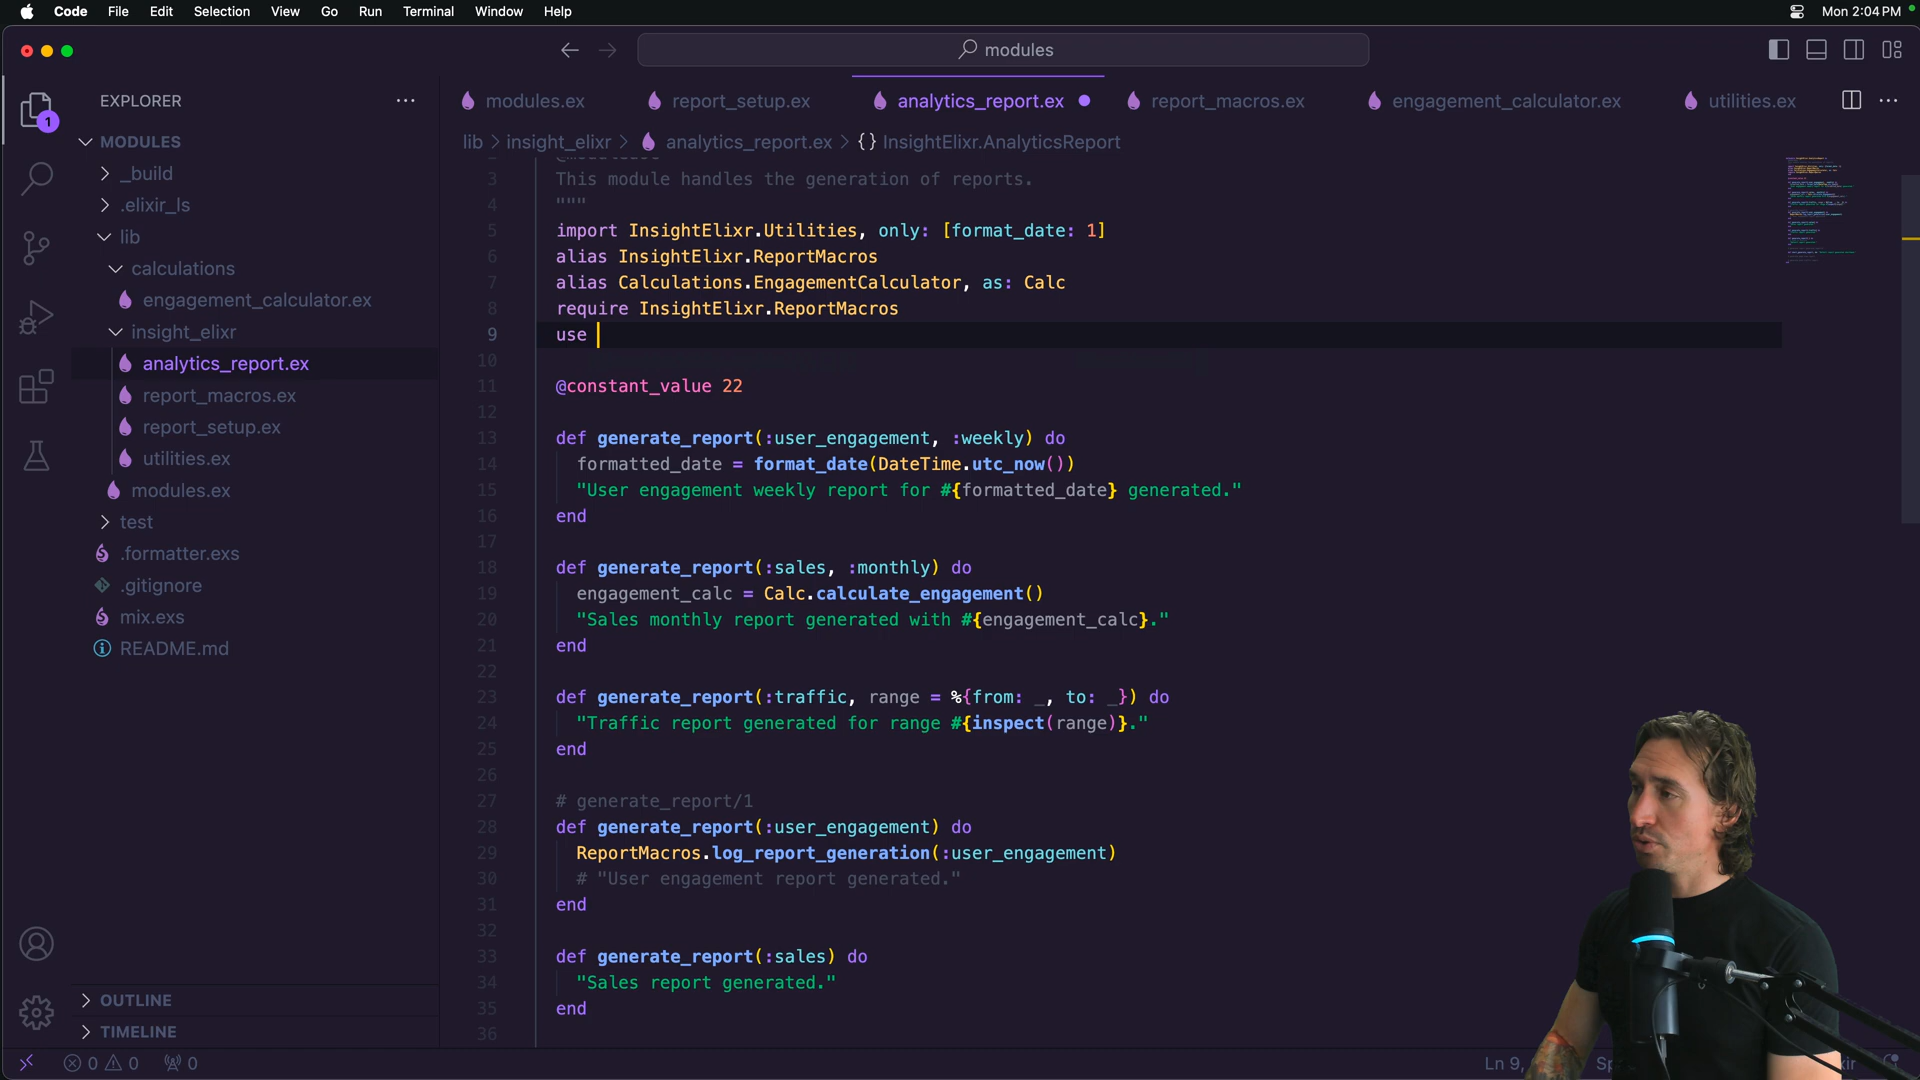 Code File Edit Selection View Go Run Terminal Window Help
Mon 2:04 PM
modules
EXPLORER
1
MODULES
_build
.elixir_ls
lib
calculations
engagement_calculator.ex
insight_elixr
analytics_report.ex
report_macros.ex
report_setup.ex
utilities.ex
modules.ex
test
.formatter.exs
.gitignore
mix.exs
README.md
OUTLINE
TIMELINE
modules.ex report_setup.ex analytics_report.ex report_macros.ex engagement_calculator.ex utilities.ex
lib > insight_elixr > analytics_report.ex > {} InsightElixr.AnalyticsReport
3 This module handles the generation of reports.
4 """
5 import InsightElixr.Utilities, only: [format_date: 1]
6 alias InsightElixr.ReportMacros
7 alias Calculations.EngagementCalculator, as: Calc
8 require InsightElixr.ReportMacros
9 use
10
11 @constant_value 22
12
13 def generate_report(:user_engagement, :weekly) do
14 formatted_date = format_date(DateTime.utc_now())
15 "User engagement weekly report for #{formatted_date} generated."
16 end
17
18 def generate_report(:sales, :monthly) do
19 engagement_calc = Calc.calculate_engagement()
20 "Sales monthly report generated with #{engagement_calc}."
21 end
22
23 def generate_report(:traffic, range = %{from: _, to: _}) do
24 "Traffic report generated for range #{inspect(range)}."
25 end
26
27 # generate_report/1
28 def generate_report(:user_engagement) do
29 ReportMacros.log_report_generation(:user_engagement)
30 # "User engagement report generated."
31 end
32
33 def generate_report(:sales) do
34 "Sales report generated."
35 end
36
0 0 0
Ln 9,